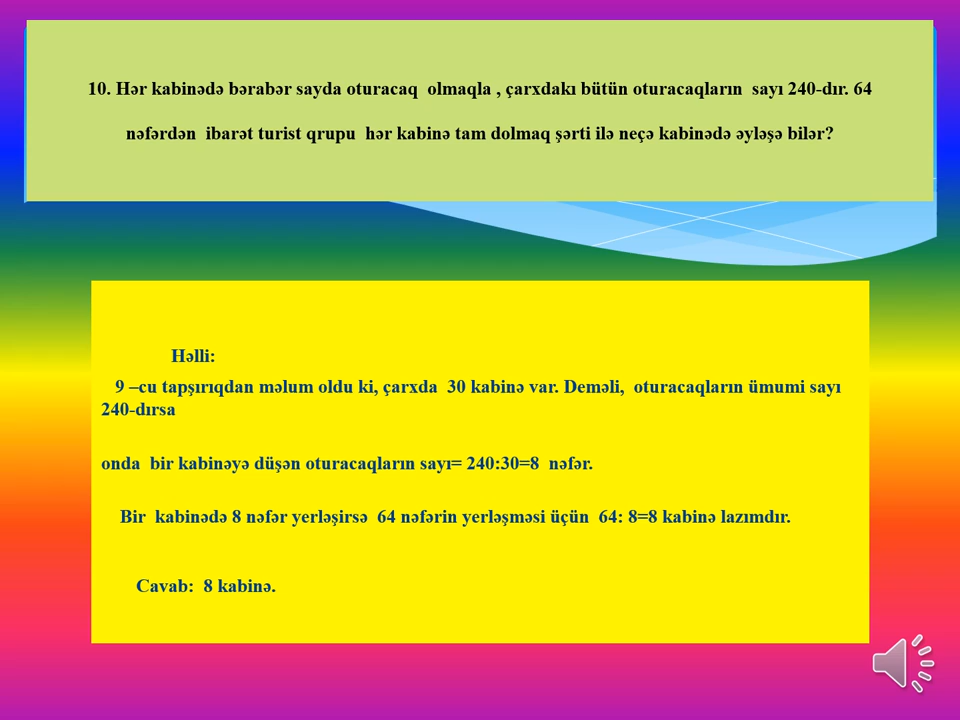 10. Hər kabinədə bərabər sayda oturacaq olmaqla , çarxdakı bütün oturacaqların sayı 240-dır. 64
nəfərdən ibarət turist qrupu hər kabinə tam dolmaq şərti ilə neçə kabinədə əyləşə bilər?
Həlli:
9 –cu tapşırıqdan məlum oldu ki, çarxda 30 kabinə var. Deməli, oturacaqların ümumi sayı
240-dırsa
onda bir kabinəyə düşən oturacaqların sayı= 240:30=8 nəfər.
Bir kabinədə 8 nəfər yerləşirsə 64 nəfərin yerləşməsi üçün 64: 8=8 kabinə lazımdır.
Cavab: 8 kabinə.